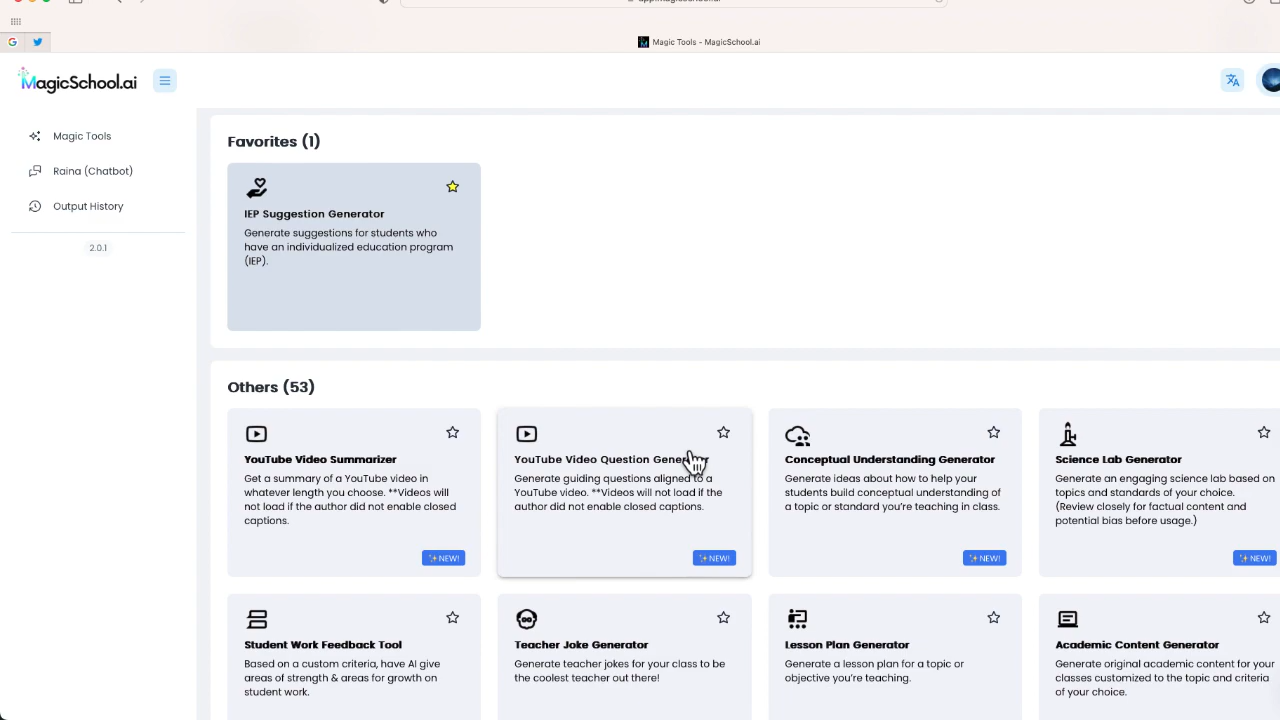 Magic Tools - MagicSchool.ai
MagicSchool.ai
Magic Tools
Raina (Chatbot)
Output History
2.0.1
Favorites (1)
IEP Suggestion Generator
Generate suggestions for students who
have an individualized education program
(IEP).
Others (53)
YouTube Video Summarizer
Get a summary of a YouTube video in
whatever length you choose. **Videos will
not load if the author did not enable closed
captions.
✨NEW!
YouTube Video Question Generator
Generate guiding questions aligned to a
YouTube video. **Videos will not load if the
author did not enable closed captions.
✨NEW!
Conceptual Understanding Generator
Generate ideas about how to help your
students build conceptual understanding of
a topic or standard you're teaching in class.
✨NEW!
Science Lab Generator
Generate an engaging science lab based on
topics and standards of your choice.
(Review closely for factual content and
potential bias before usage.)
✨NEW!
Student Work Feedback Tool
Based on a custom criteria, have AI give
areas of strength & areas for growth on
student work.
Teacher Joke Generator
Generate teacher jokes for your class to be
the coolest teacher out there!
Lesson Plan Generator
Generate a lesson plan for a topic or
objective you're teaching.
Academic Content Generator
Generate original academic content for your
classes customized to the topic and criteria
of your choice.